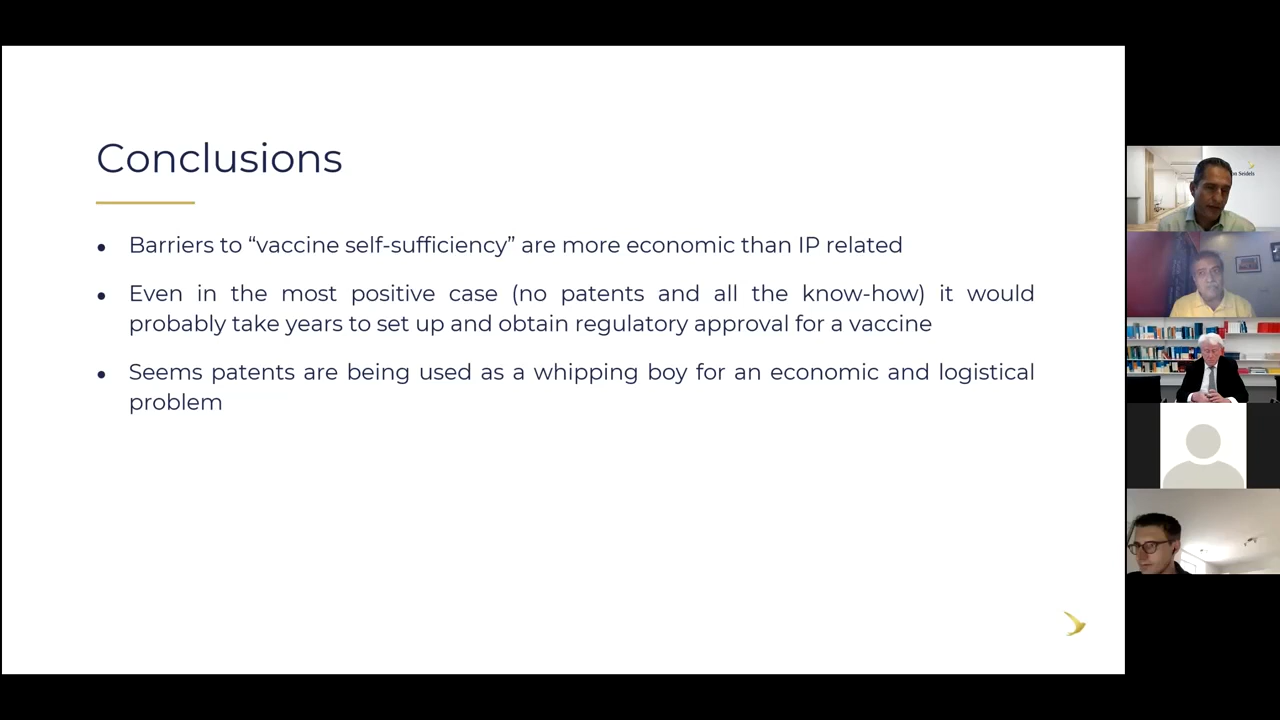 Conclusions
● Barriers to “vaccine self-sufficiency” are more economic than IP related
● Even in the most positive case (no patents and all the know-how) it would
probably take years to set up and obtain regulatory approval for a vaccine
● Seems patents are being used as a whipping boy for an economic and logistical
problem
Seidels